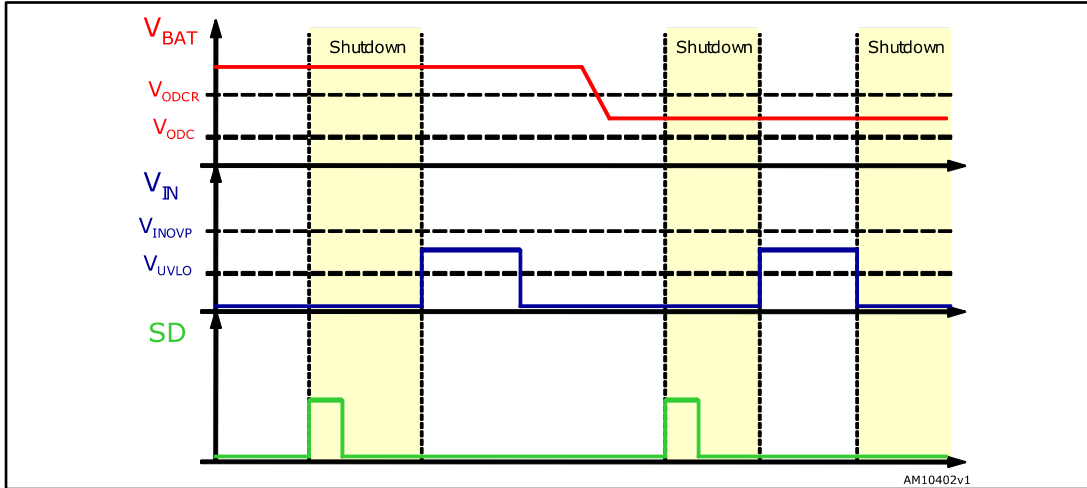 VBAT
Shutdown Shutdown Shutdown
VODCR
VODC
VIN
VINOVP
VUVLO
SD
AM10402v1